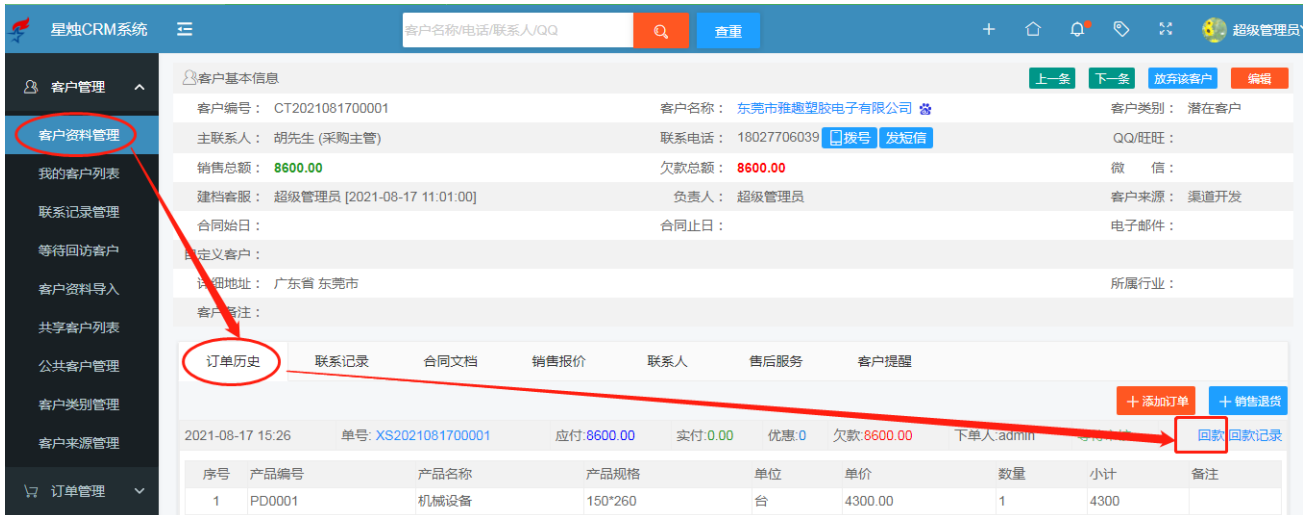 星烛CRM系统
客户名称/电话/联系人/QQ
查重
超级管理员
客户管理
客户资料管理
我的客户列表
联系记录管理
等待回访客户
客户资料导入
共享客户列表
公共客户管理
客户类别管理
客户来源管理
订单管理
客户基本信息
上一条 下一条 放弃该客户 编辑
客户编号： CT2021081700001 客户名称： 东莞市雅趣塑胶电子有限公司 客户类别： 潜在客户
主联系人： 胡先生 (采购主管) 联系电话： 18027706039 拨号 发短信 QQ/旺旺：
销售总额： 8600.00 欠款总额： 8600.00 微 信：
建档客服： 超级管理员 [2021-08-17 11:01:00] 负责人： 超级管理员 客户来源： 渠道开发
合同始日： 合同止日： 电子邮件：
定义客户：
详细地址： 广东省 东莞市 所属行业：
客户备注：
订单历史 联系记录 合同文档 销售报价 联系人 售后服务 客户提醒
＋添加订单 ＋销售退货
2021-08-17 15:26 单号: XS2021081700001 应付:8600.00 实付:0.00 优惠:0 欠款:8600.00 下单人:admin 回款 回款记录
序号 产品编号 产品名称 产品规格 单位 单价 数量 小计 备注
1 PD0001 机械设备 150*260 台 4300.00 1 4300